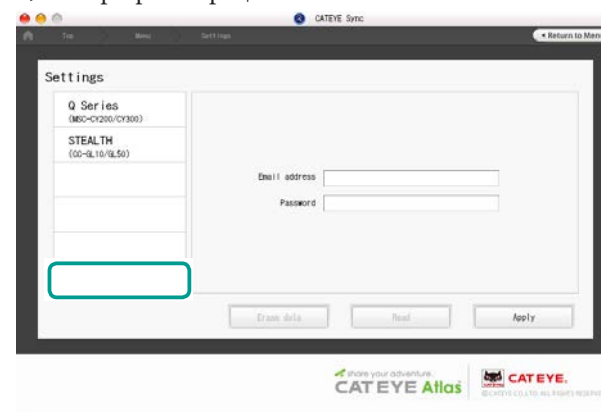 CATEYE Sync
Top Menu Settings
Return to Menu
Settings
Q Series
(MSC-CY200/CY300)
STEALTH
(CC-GL10/GL50)
Email address
Password
Erase data Read Apply
share your adventure.
CATEYE Atlas
CATEYE.